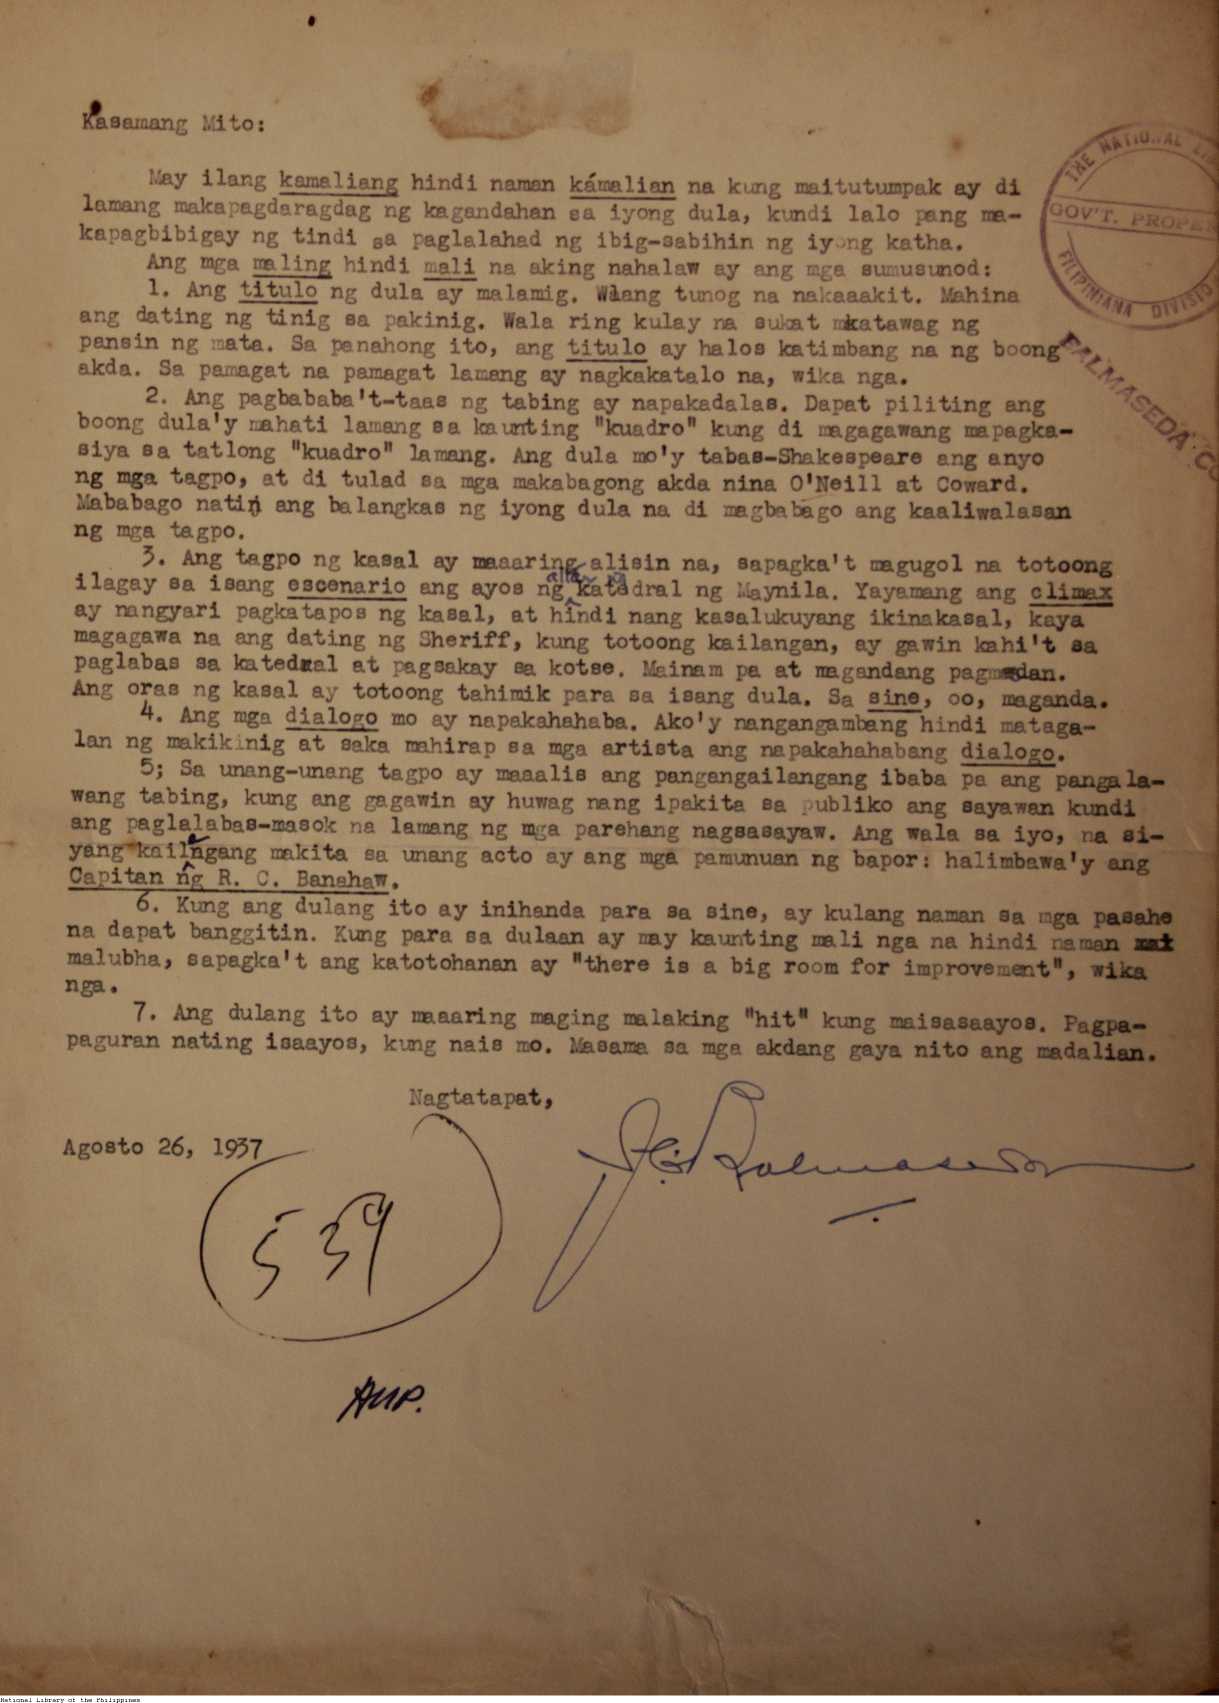 Kasamang Mito:
THE NATIONAL
GOV'T. PROPER
FILIPINIANA DIVISIO
PALMASEDA CO
May ilang kamaliang hindi naman kámalian na kung maitutumpak ay di
lamang makapagdaragdag ng kagandahan sa iyong dula, kundi lalo pang ma-
kapagbibigay ng tindi sa paglalahad ng ibig-sabihin ng iyong katha.
Ang mga maling hindi mali na aking nahalaw ay ang mga sumusunod:
1. Ang titulo ng dula ay malamig. Walang tunog na nakaaakit. Mahina
ang dating ng tinig sa pakinig. Wala ring kulay na sukat makatawag ng
pansin ng mata. Sa panahong ito, ang titulo ay halos katimbang na ng boong
akda. Sa pamagat na pamagat lamang ay nagkakatalo na, wika nga.
2. Ang pagbababa't-taas ng tabing ay napakadalas. Dapat piliting ang
boong dula'y mahati lamang sa kaunting "kuadro" kung di magagawang mapagka-
siya sa tatlong "kuadro" lamang. Ang dula mo'y tabas-Shakespeare ang anyo
ng mga tagpo, at di tulad sa mga makabagong akda nina O'Neill at Coward.
Mababago natin ang balangkas ng iyong dula na di magbabago ang kaaliwalasan
ng mga tagpo.
3. Ang tagpo ng kasal ay maaaring alisin na, sapagka't magugol na totoong
ilagay sa isang escenario ang ayos ng katedral ng Maynila. Yayamang ang climax
ay nangyari pagkatapos ng kasal, at hindi nang kasalukuyang ikinakasal, kaya
magagawa na ang dating ng Sheriff, kung totoong kailangan, ay gawin kahi't sa
paglabas sa katedral at pagsakay sa kotse. Mainam pa at magandang pagmadan.
Ang oras ng kasal ay totoong tahimik para sa isang dula. Sa sine, oo, maganda.
4. Ang mga dialogo mo ay napakahahaba. Ako'y nangangambang hindi mataga-
lan ng makikinig at saka mahirap sa mga artista ang napakahahabang dialogo.
5; Sa unang-unang tagpo ay maaalis ang pangangailangang ibaba pa ang pangala-
wang tabing, kung ang gagawin ay huwag nang ipakita sa publiko ang sayawan kundi
ang paglalabas-masok na lamang ng mga parehang nagsasayaw. Ang wala sa iyo, na si-
yang kailangang makita sa unang acto ay ang mga pamunuan ng bapor: halimbawa'y ang
Capitan ng R. C. Banahaw.
6. Kung ang dulang ito ay inihanda para sa sine, ay kulang naman sa mga pasahe
na dapat banggitin. Kung para sa dulaan ay may kaunting mali nga na hindi naman
malubha, sapagka't ang katotohanan ay "there is a big room for improvement", wika
nga.
7. Ang dulang ito ay maaaring maging malaking "hit" kung maisasaayos. Pagpa-
paguran nating isaayos, kung nais mo. Masama sa mga akdang gaya nito ang madalian.
Nagtatapat,
Agosto 26, 1937
539
National Library of the Philippines